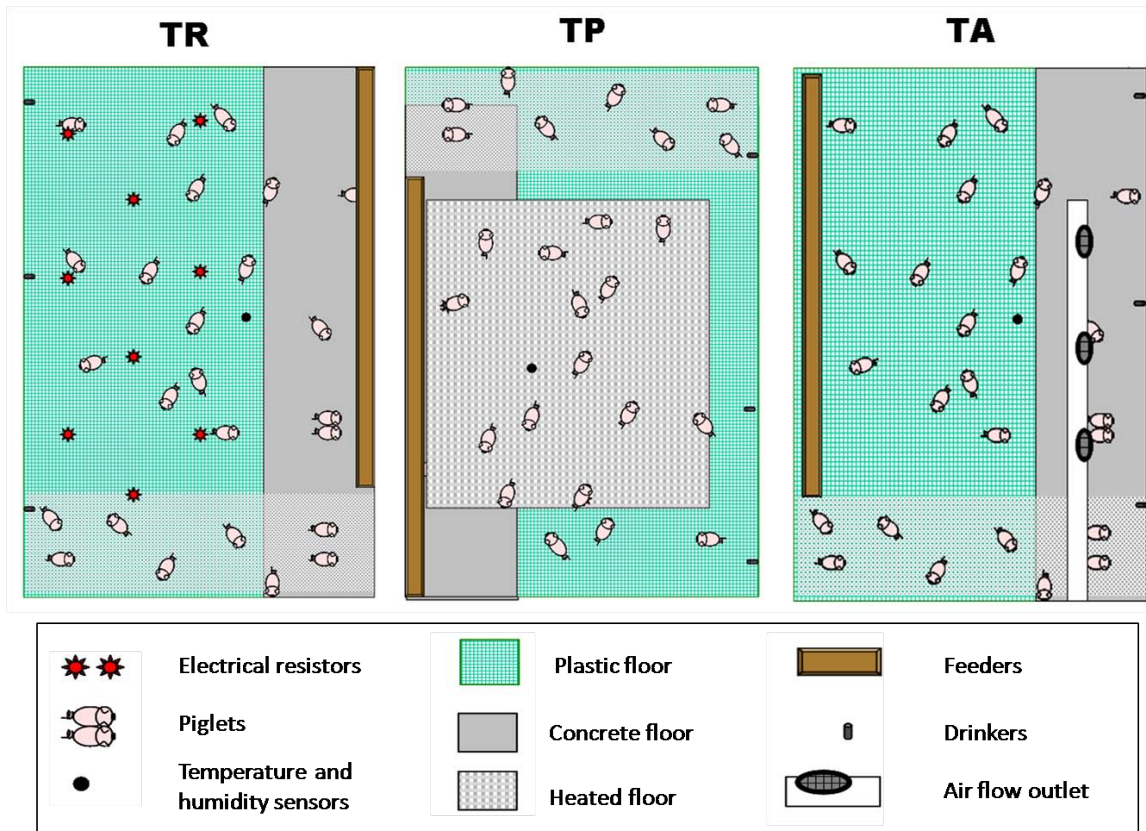 TR
TP
TA
Electrical resistors
Plastic floor
Feeders
Piglets
Concrete floor
Drinkers
Temperature and
humidity sensors
Heated floor
Air flow outlet